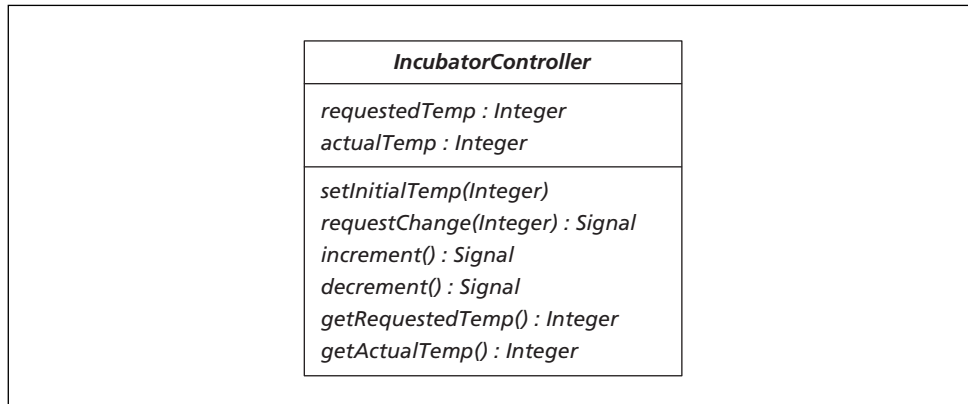 IncubatorController
requestedTemp : Integer
actualTemp : Integer
setInitialTemp(Integer)
requestChange(Integer) : Signal
increment() : Signal
decrement() : Signal
getRequestedTemp() : Integer
getActualTemp() : Integer